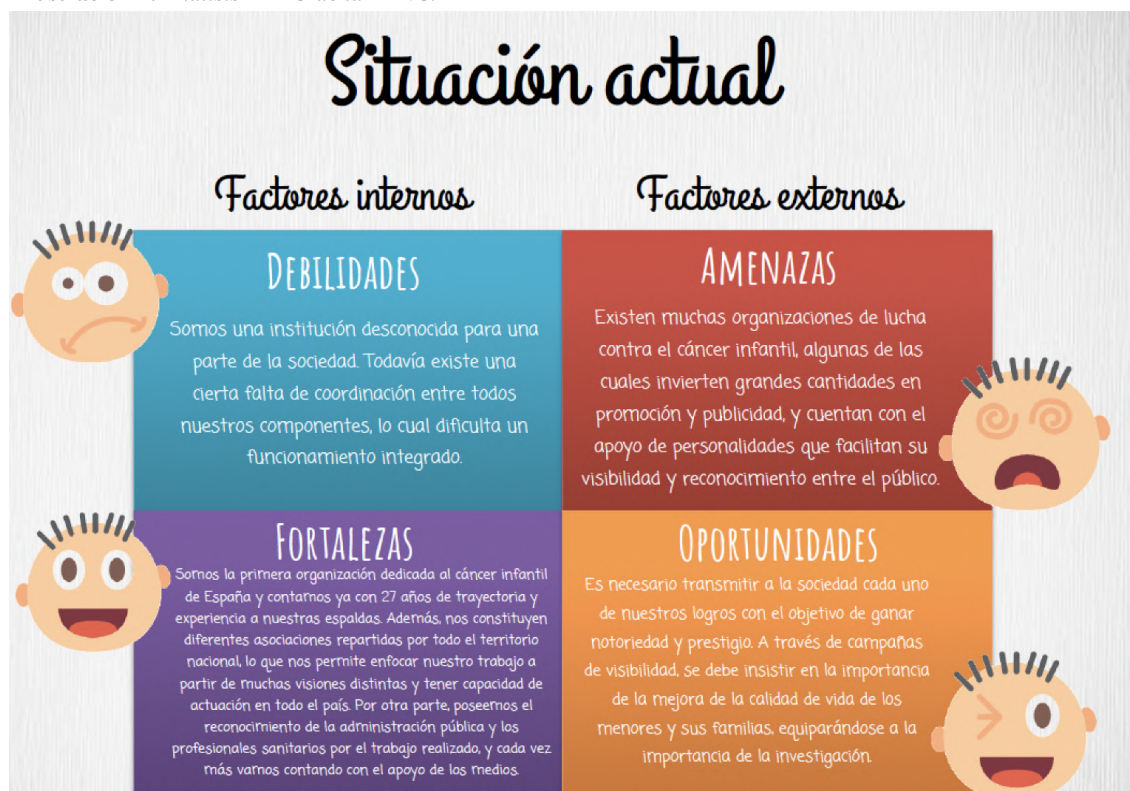 Situación actual
Factores internos
Factores externos
DEBILIDADES
Somos una institución desconocida para una
parte de la sociedad. Todavía existe una
cierta falta de coordinación entre todos
nuestros componentes, lo cual dificulta un
funcionamiento integrado.
AMENAZAS
Existen muchas organizaciones de lucha
contra el cáncer infantil, algunas de las
cuales invierten grandes cantidades en
promoción y publicidad, y cuentan con el
apoyo de personalidades que facilitan su
visibilidad y reconocimiento entre el público.
FORTALEZAS
Somos la primera organización dedicada al cáncer infantil
de España y contamos ya con 27 años de trayectoria y
experiencia a nuestras espaldas. Además, nos constituyen
diferentes asociaciones repartidas por todo el territorio
nacional, lo que nos permite enfocar nuestro trabajo a
partir de muchas visiones distintas y tener capacidad de
actuación en todo el país. Por otra parte, poseemos el
reconocimiento de la administración pública y los
profesionales sanitarios por el trabajo realizado, y cada vez
más vamos contando con el apoyo de los medios.
OPORTUNIDADES
Es necesario transmitir a la sociedad cada uno
de nuestros logros con el objetivo de ganar
notoriedad y prestigio. A través de campañas
de visibilidad, se debe insistir en la importancia
de la mejora de la calidad de vida de los
menores y sus familias, equiparándose a la
importancia de la investigación.